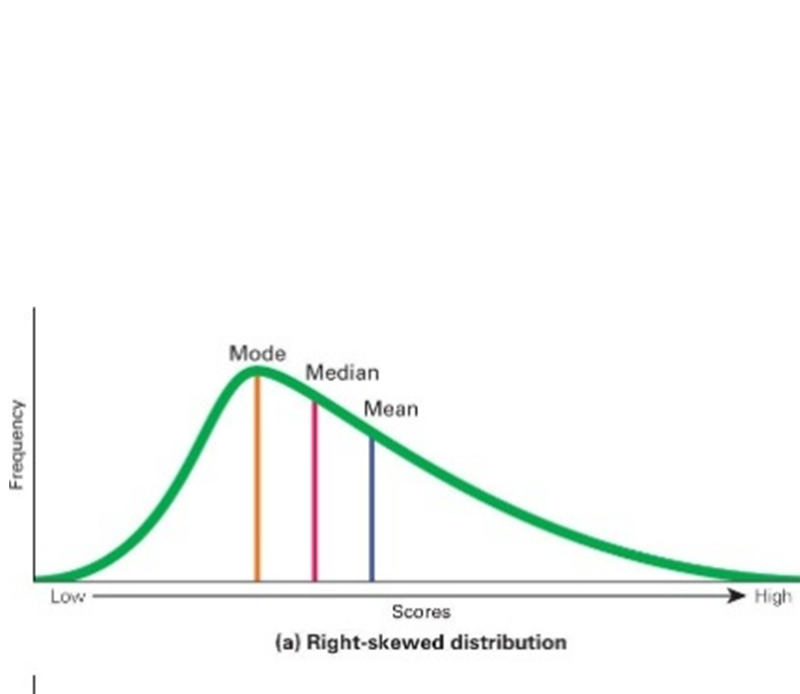 Mode
Median
Mean
Frequency
Low
High
Scores
(a) Right-skewed distribution